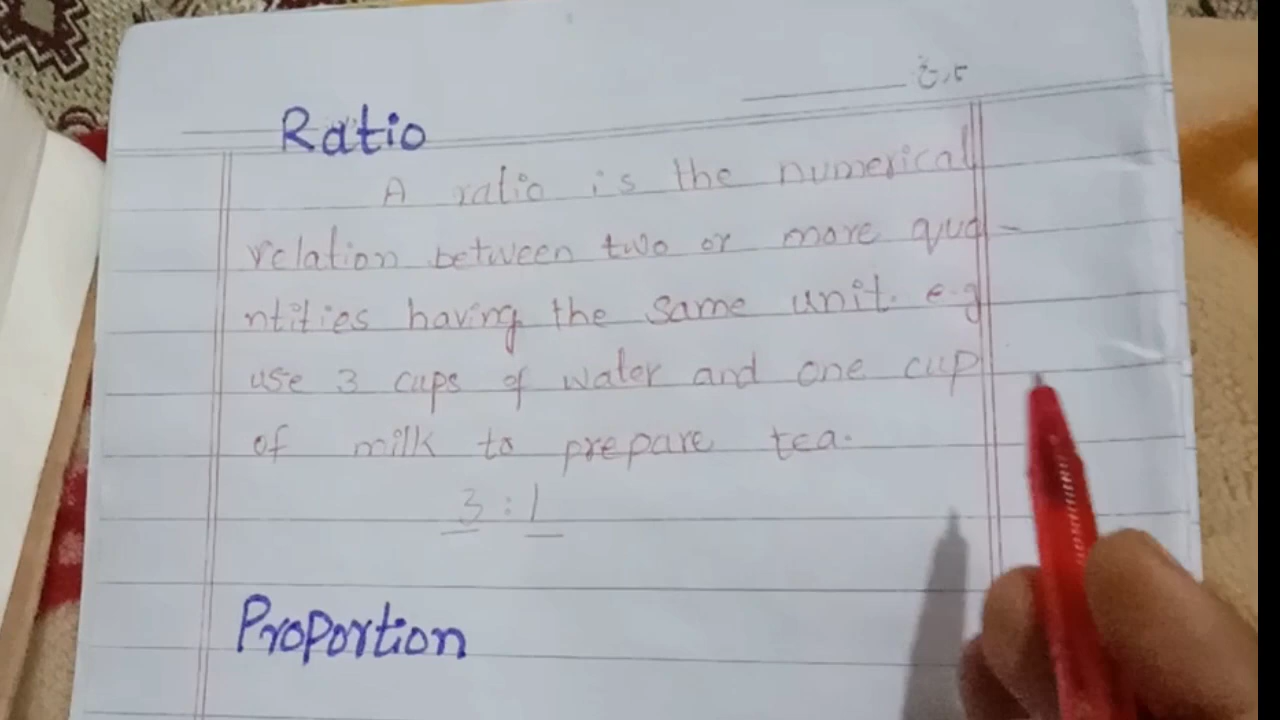 Ratio
A ratio is the numerical
relation between two or more qua-
ntities having the same unit. e.g
use 3 cups of water and one cup
of milk to prepare tea.
3 : 1
Proportion